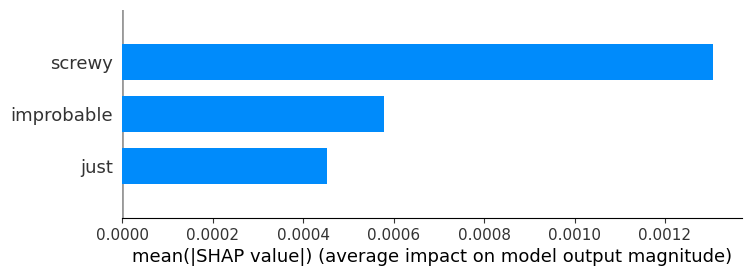 screwy
improbable
just
0.0000 0.0002 0.0004 0.0006 0.0008 0.0010 0.0012
mean(|SHAP value|) (average impact on model output magnitude)